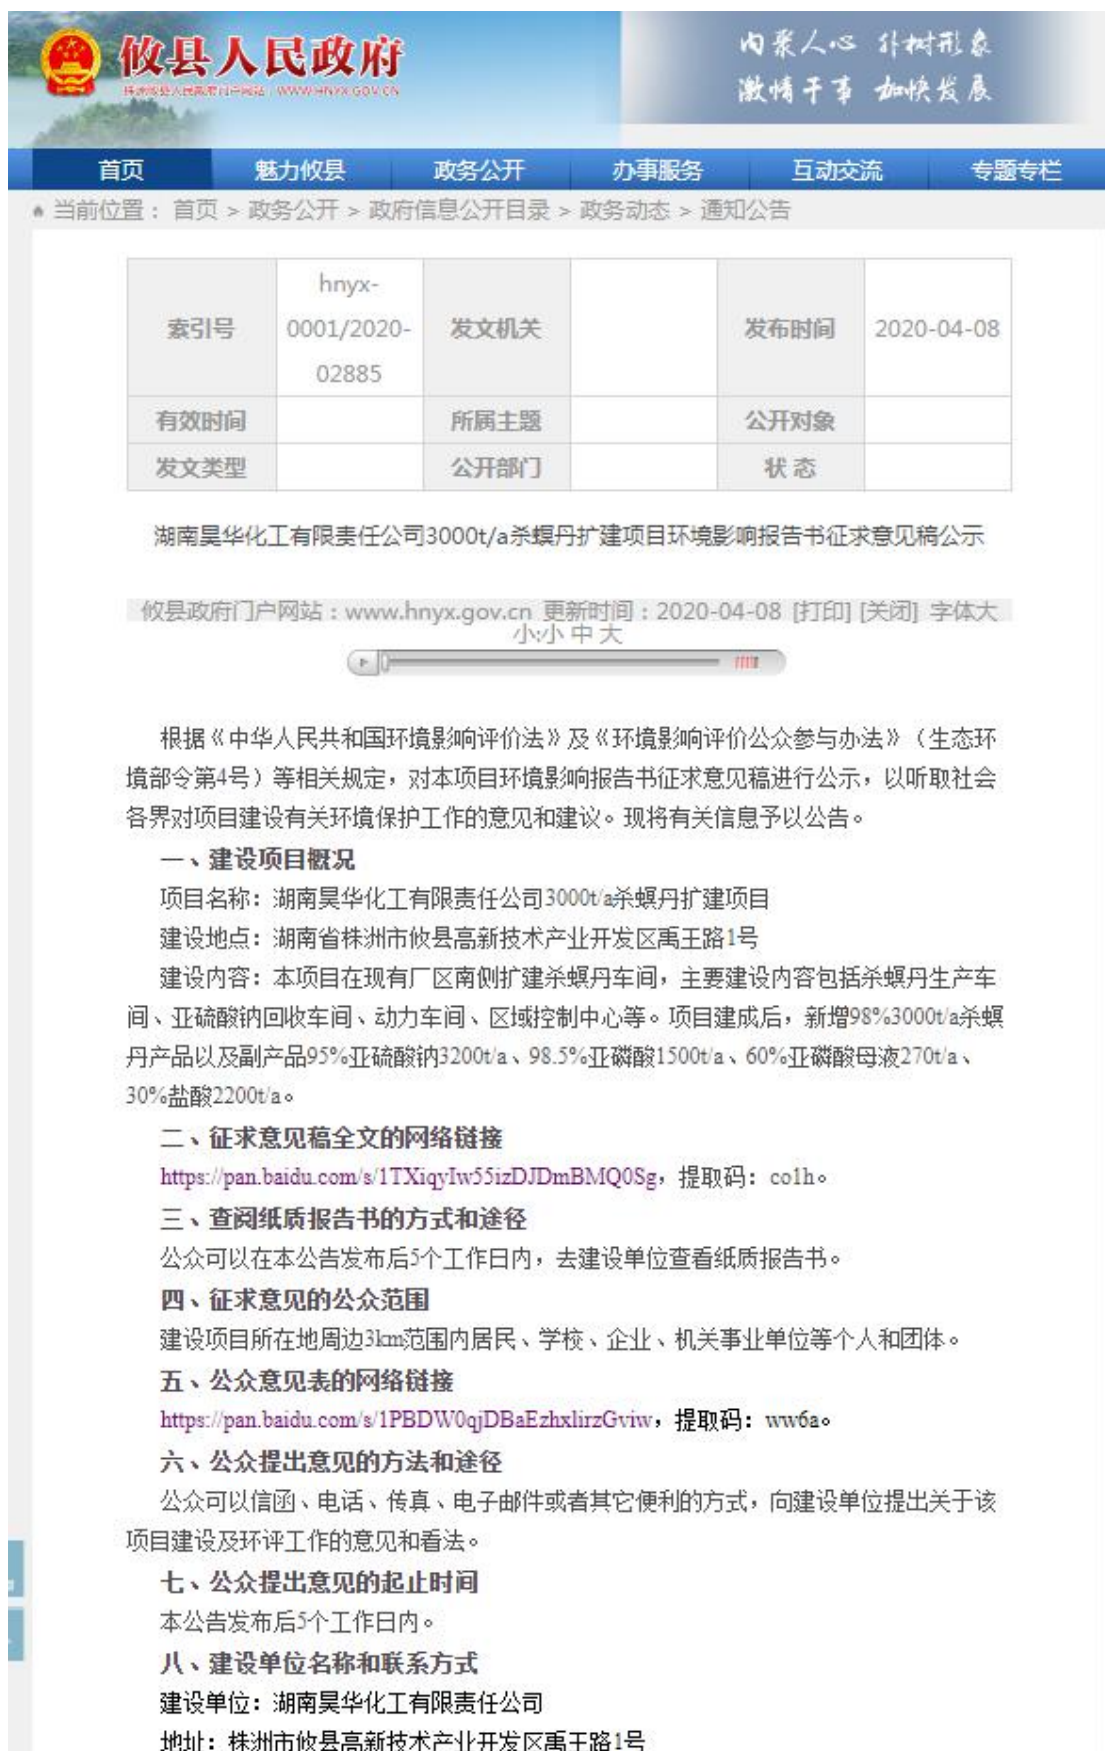 攸县人民政府
株洲攸县人民政府门户网站：WWW.HNYX.GOV.CN
内聚人心 外树形象
激情干事 加快发展
首页 魅力攸县 政务公开 办事服务 互动交流 专题专栏
当前位置： 首页 > 政务公开 > 政府信息公开目录 > 政务动态 > 通知公告
索引号 hnyx-0001/2020-02885 发文机关 发布时间 2020-04-08
有效时间 所属主题 公开对象
发文类型 公开部门 状 态
湖南昊华化工有限责任公司3000t/a杀螟丹扩建项目环境影响报告书征求意见稿公示
攸县政府门户网站：www.hnyx.gov.cn 更新时间：2020-04-08 [打印] [关闭] 字体大
小:小 中 大
根据《中华人民共和国环境影响评价法》及《环境影响评价公众参与办法》（生态环
境部令第4号）等相关规定，对本项目环境影响报告书征求意见稿进行公示，以听取社会
各界对项目建设有关环境保护工作的意见和建议。现将有关信息予以公告。
一、建设项目概况
项目名称：湖南昊华化工有限责任公司3000t/a杀螟丹扩建项目
建设地点：湖南省株洲市攸县高新技术产业开发区禹王路1号
建设内容：本项目在现有厂区南侧扩建杀螟丹车间，主要建设内容包括杀螟丹生产车
间、亚硫酸钠回收车间、动力车间、区域控制中心等。项目建成后，新增98%3000t/a杀螟
丹产品以及副产品95%亚硫酸钠3200t/a、98.5%亚磷酸1500t/a、60%亚磷酸母液270t/a、
30%盐酸2200t/a。
二、征求意见稿全文的网络链接
https://pan.baidu.com/s/1TXiqyIw55izDJDmBMQ0Sg，提取码：co1h。
三、查阅纸质报告书的方式和途径
公众可以在本公告发布后5个工作日内，去建设单位查看纸质报告书。
四、征求意见的公众范围
建设项目所在地周边3km范围内居民、学校、企业、机关事业单位等个人和团体。
五、公众意见表的网络链接
https://pan.baidu.com/s/1PBDW0qjDBaEzhxlirzGviw，提取码：ww6a。
六、公众提出意见的方法和途径
公众可以信函、电话、传真、电子邮件或者其它便利的方式，向建设单位提出关于该
项目建设及环评工作的意见和看法。
七、公众提出意见的起止时间
本公告发布后5个工作日内。
八、建设单位名称和联系方式
建设单位：湖南昊华化工有限责任公司
地址：株洲市攸县高新技术产业开发区禹王路1号